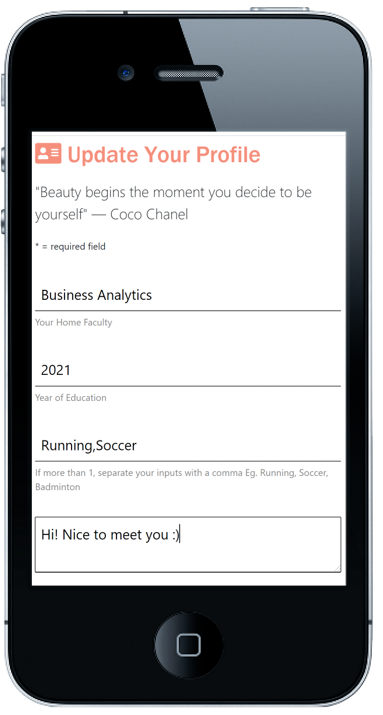 Update Your Profile
"Beauty begins the moment you decide to be
yourself" — Coco Chanel
* = required field
Business Analytics
Your Home Faculty
2021
Year of Education
Running,Soccer
If more than 1, separate your inputs with a comma Eg. Running, Soccer,
Badminton
Hi! Nice to meet you :)